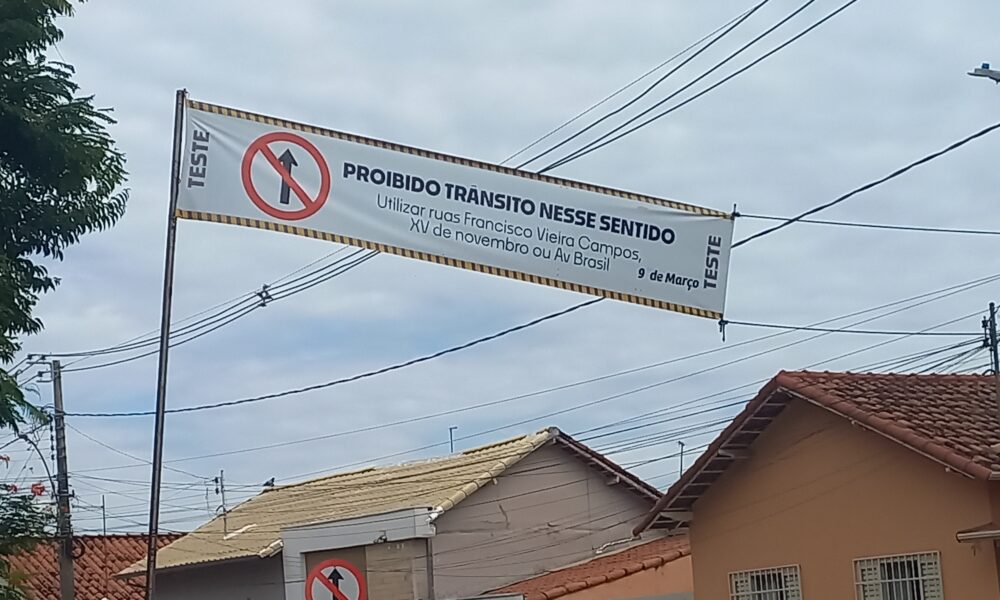 TESTE
PROIBIDO TRÂNSITO NESSE SENTIDO
Utilizar ruas Francisco Vieira Campos,
XV de novembro ou Av Brasil
9 de Março
TESTE